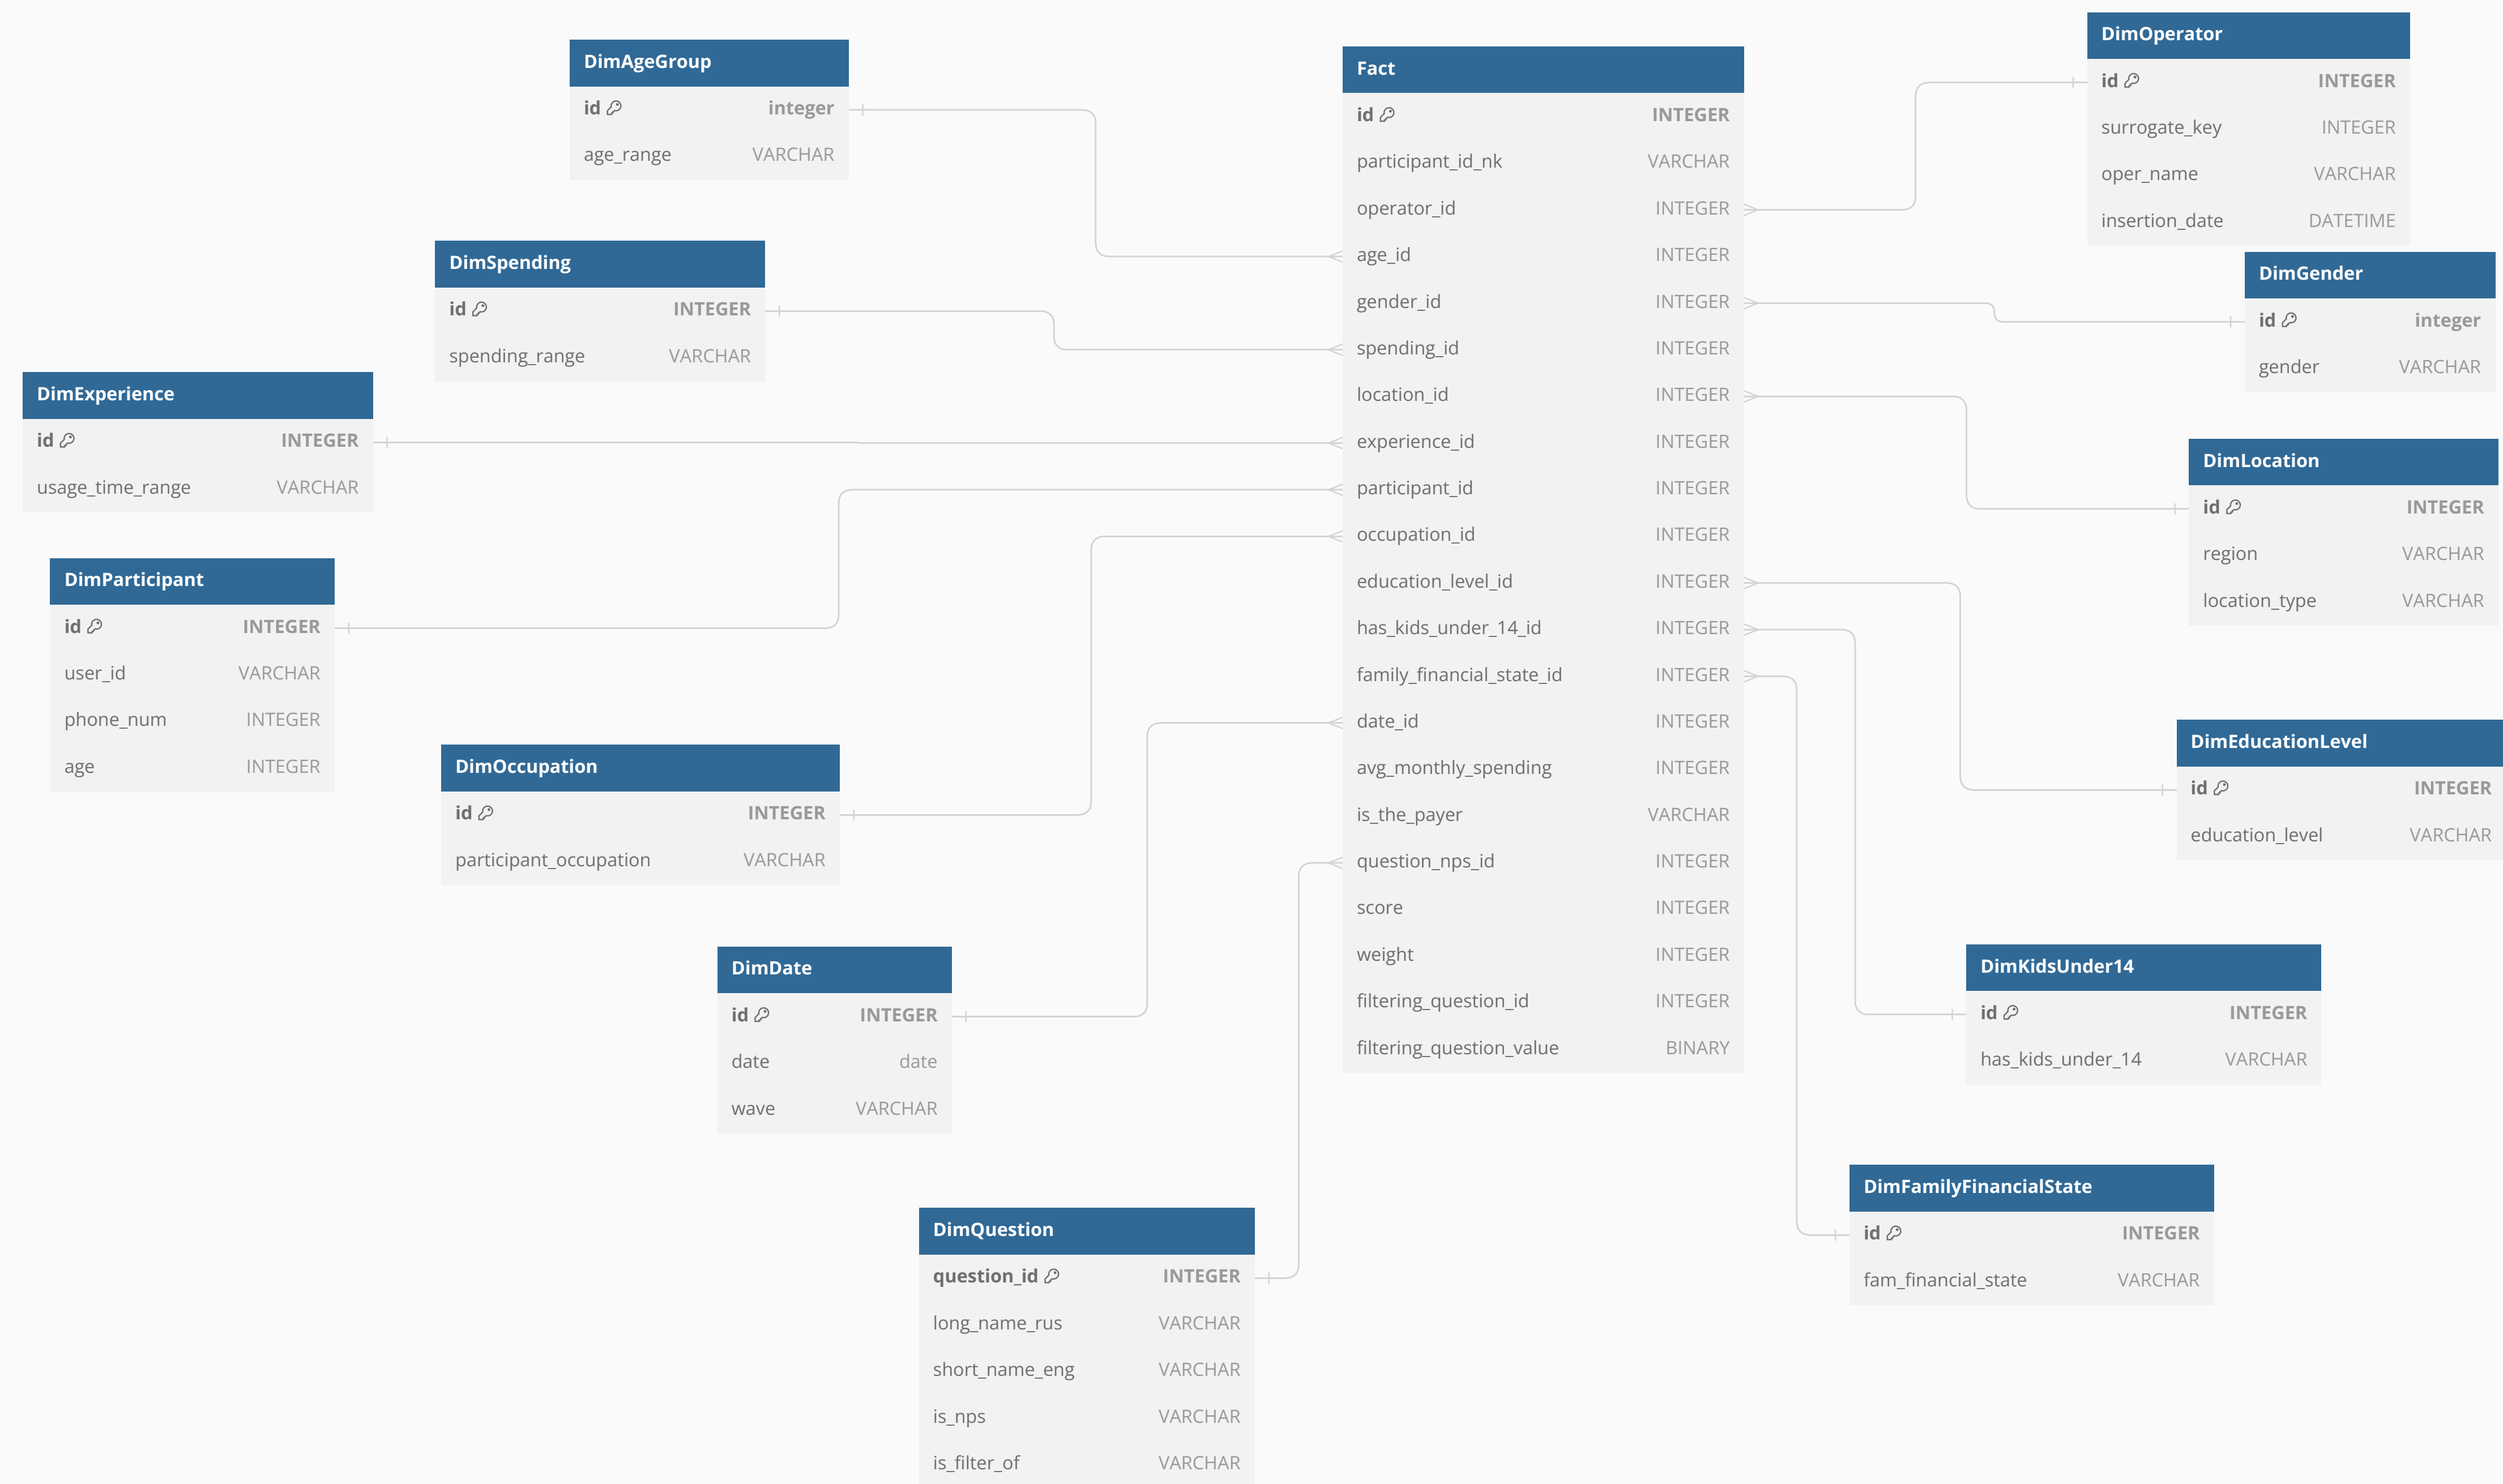 DimAgeGroup
id integer
age_range VARCHAR
DimSpending
id INTEGER
spending_range VARCHAR
DimExperience
id INTEGER
usage_time_range VARCHAR
DimParticipant
id INTEGER
user_id VARCHAR
phone_num INTEGER
age INTEGER
DimOccupation
id INTEGER
participant_occupation VARCHAR
DimDate
id INTEGER
date date
wave VARCHAR
DimQuestion
question_id INTEGER
long_name_rus VARCHAR
short_name_eng VARCHAR
is_nps VARCHAR
is_filter_of VARCHAR
Fact
id INTEGER
participant_id_nk VARCHAR
operator_id INTEGER
age_id INTEGER
gender_id INTEGER
spending_id INTEGER
location_id INTEGER
experience_id INTEGER
participant_id INTEGER
occupation_id INTEGER
education_level_id INTEGER
has_kids_under_14_id INTEGER
family_financial_state_id INTEGER
date_id INTEGER
avg_monthly_spending INTEGER
is_the_payer VARCHAR
question_nps_id INTEGER
score INTEGER
weight INTEGER
filtering_question_id INTEGER
filtering_question_value BINARY
DimOperator
id INTEGER
surrogate_key INTEGER
oper_name VARCHAR
insertion_date DATETIME
DimGender
id integer
gender VARCHAR
DimLocation
id INTEGER
region VARCHAR
location_type VARCHAR
DimEducationLevel
id INTEGER
education_level VARCHAR
DimKidsUnder14
id INTEGER
has_kids_under_14 VARCHAR
DimFamilyFinancialState
id INTEGER
fam_financial_state VARCHAR